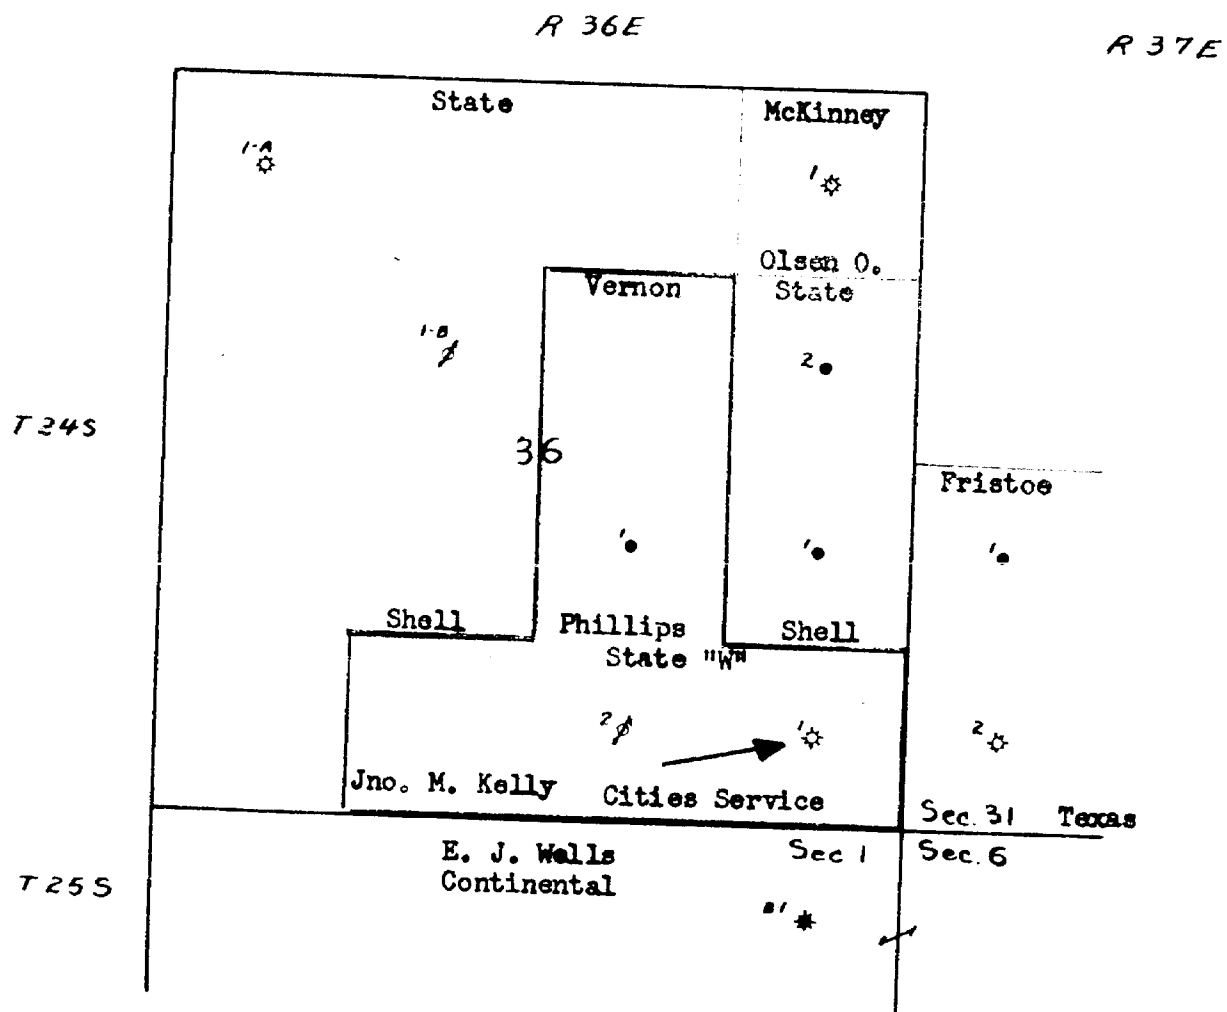 R 36E
R 37E
State
McKinney
1-A
1
Olsen O.
Vernon
State
1-B
2
T 24S
36
Fristoe
1
1
1
Shell
Phillips
Shell
State "W"
2
1
2
Jno. M. Kelly
Cities Service
Sec. 31
Texas
E. J. Wells
Sec 1
Sec. 6
Continental
T 25S
B1